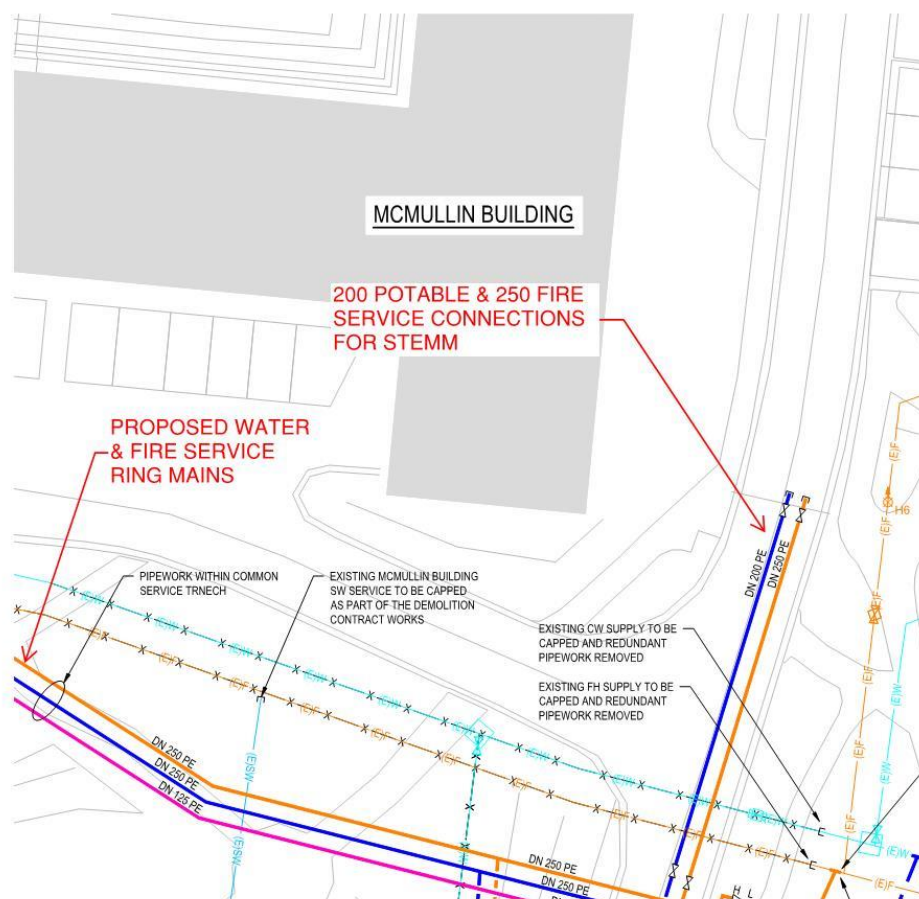 MCMULLIN BUILDING
200 POTABLE & 250 FIRE
SERVICE CONNECTIONS
FOR STEMM
PROPOSED WATER
& FIRE SERVICE
RING MAINS
PIPEWORK WITHIN COMMON
SERVICE TRNECH
EXISTING MCMULLIN BUILDING
SW SERVICE TO BE CAPPED
AS PART OF THE DEMOLITION
CONTRACT WORKS
EXISTING CW SUPPLY TO BE
CAPPED AND REDUNDANT
PIPEWORK REMOVED
EXISTING FH SUPPLY TO BE
CAPPED AND REDUNDANT
PIPEWORK REMOVED
DN 200 PE
DN 250 PE
H6
(E)F
(E)F
(E)F
(E)F
(E)W
(E)W
(E)F
(E)W
(E)W
(E)F
(E)F
(E)F
(E)W
(E)F
(E)SW
(E)SW
DN 250 PE
DN 250 PE
DN 125 PE
DN 250 PE
DN 250 PE
H L